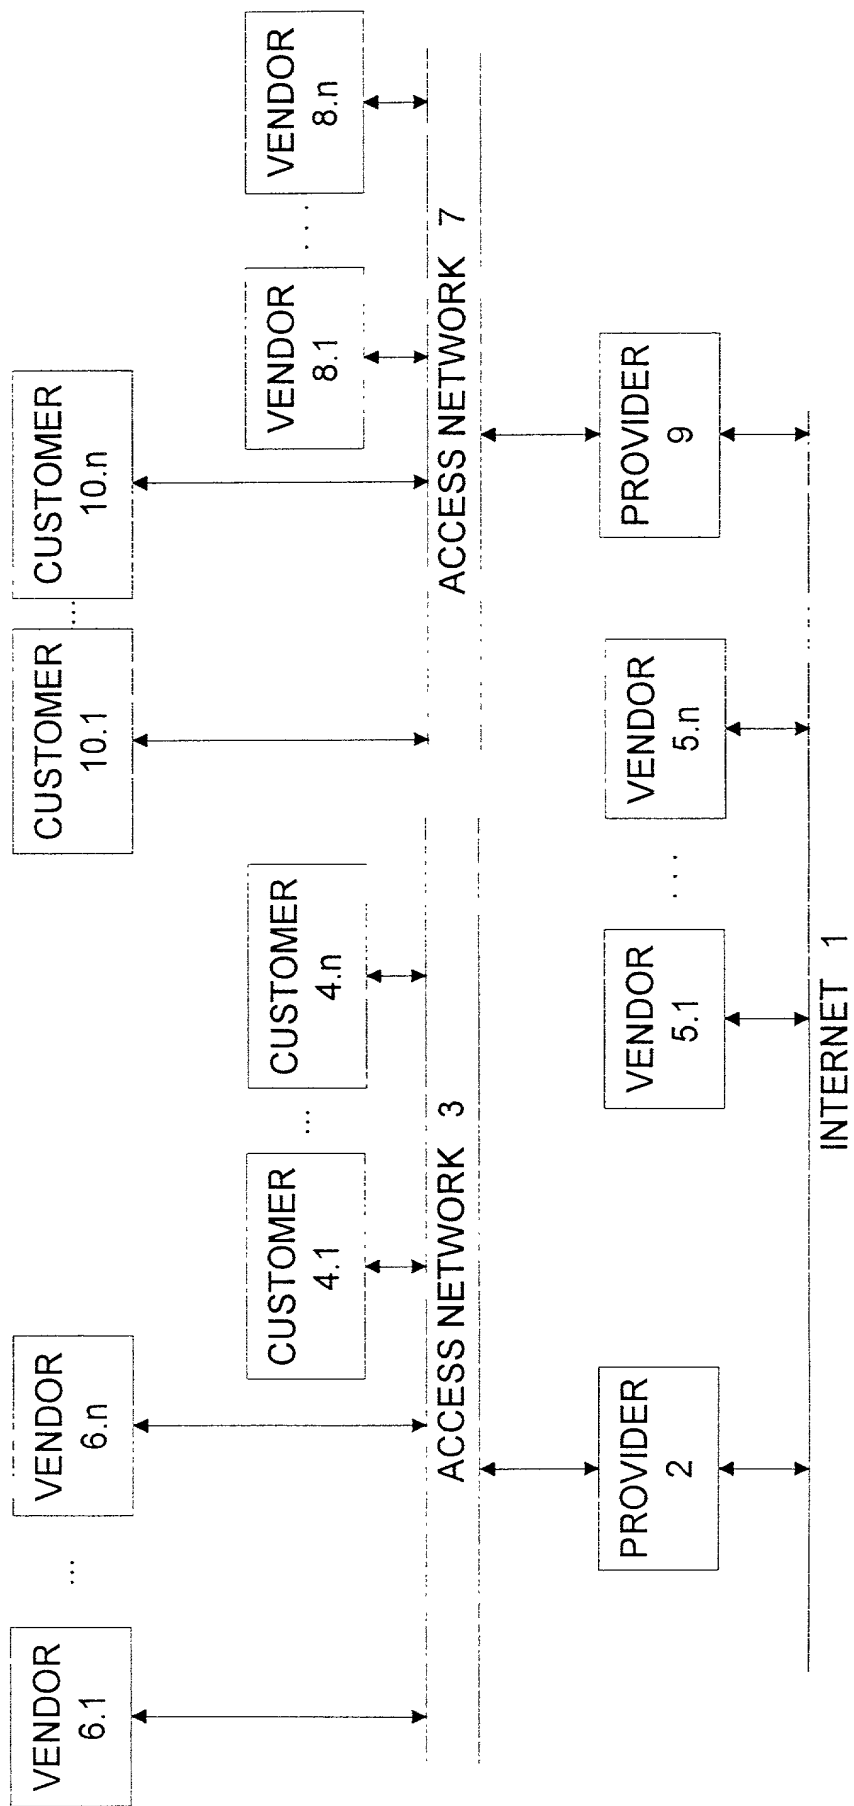 VENDOR
6.1
...
VENDOR
6.n
CUSTOMER
10.1
...
CUSTOMER
10.n
CUSTOMER
4.1
...
CUSTOMER
4.n
VENDOR
8.1
. . .
VENDOR
8.n
ACCESS NETWORK 3
ACCESS NETWORK 7
PROVIDER
2
VENDOR
5.1
. . .
VENDOR
5.n
PROVIDER
9
INTERNET 1